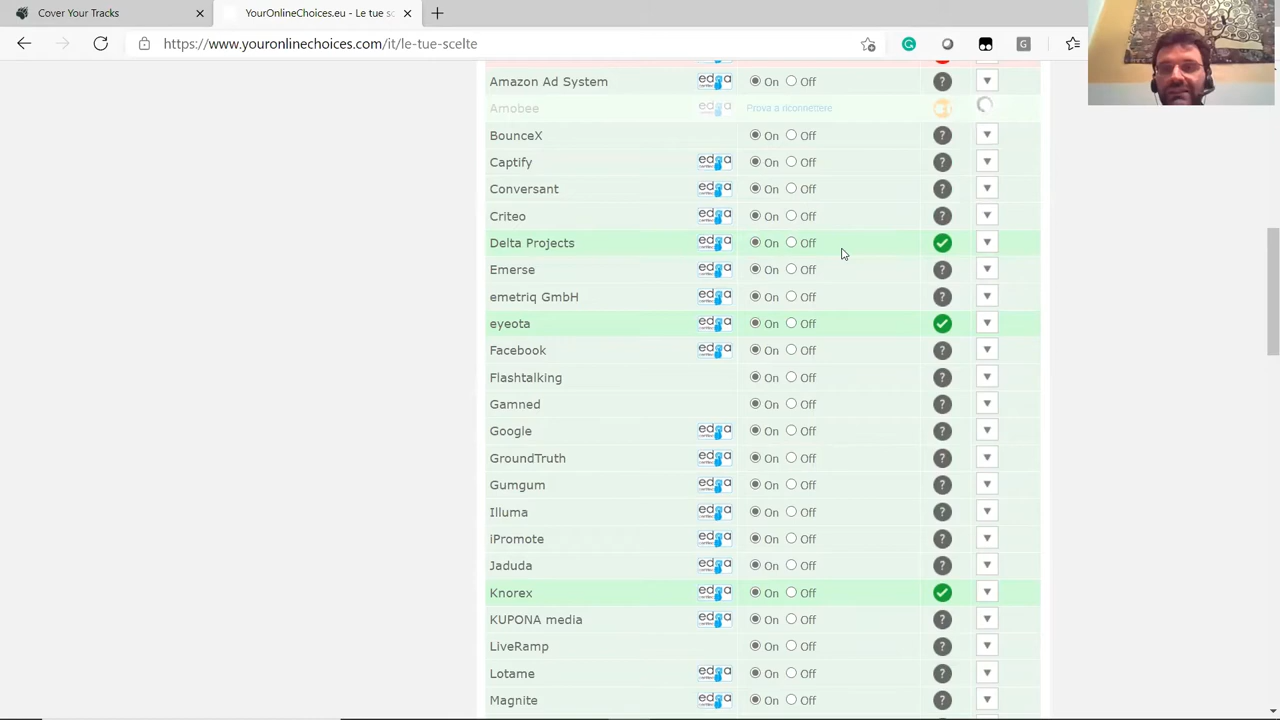 Cover Your Tracks
YourOnlineChoices.eu - Le tue sc
https://www.youronlinechoices.com/it/le-tue-scelte
G
G
Amazon Ad System On Off ?
Amobee Prova a riconnettere
BounceX On Off ?
Captify On Off ?
Conversant On Off ?
Criteo On Off ?
Delta Projects On Off
Emerse On Off ?
emetriq GmbH On Off ?
eyeota On Off
Facebook On Off ?
Flashtalking On Off ?
Gamned On Off ?
Google On Off ?
GroundTruth On Off ?
Gumgum On Off ?
Illuma On Off ?
iPromote On Off ?
Jaduda On Off ?
Knorex On Off
KUPONA media On Off ?
LiveRamp On Off ?
Lotame On Off ?
Magnite On Off ?